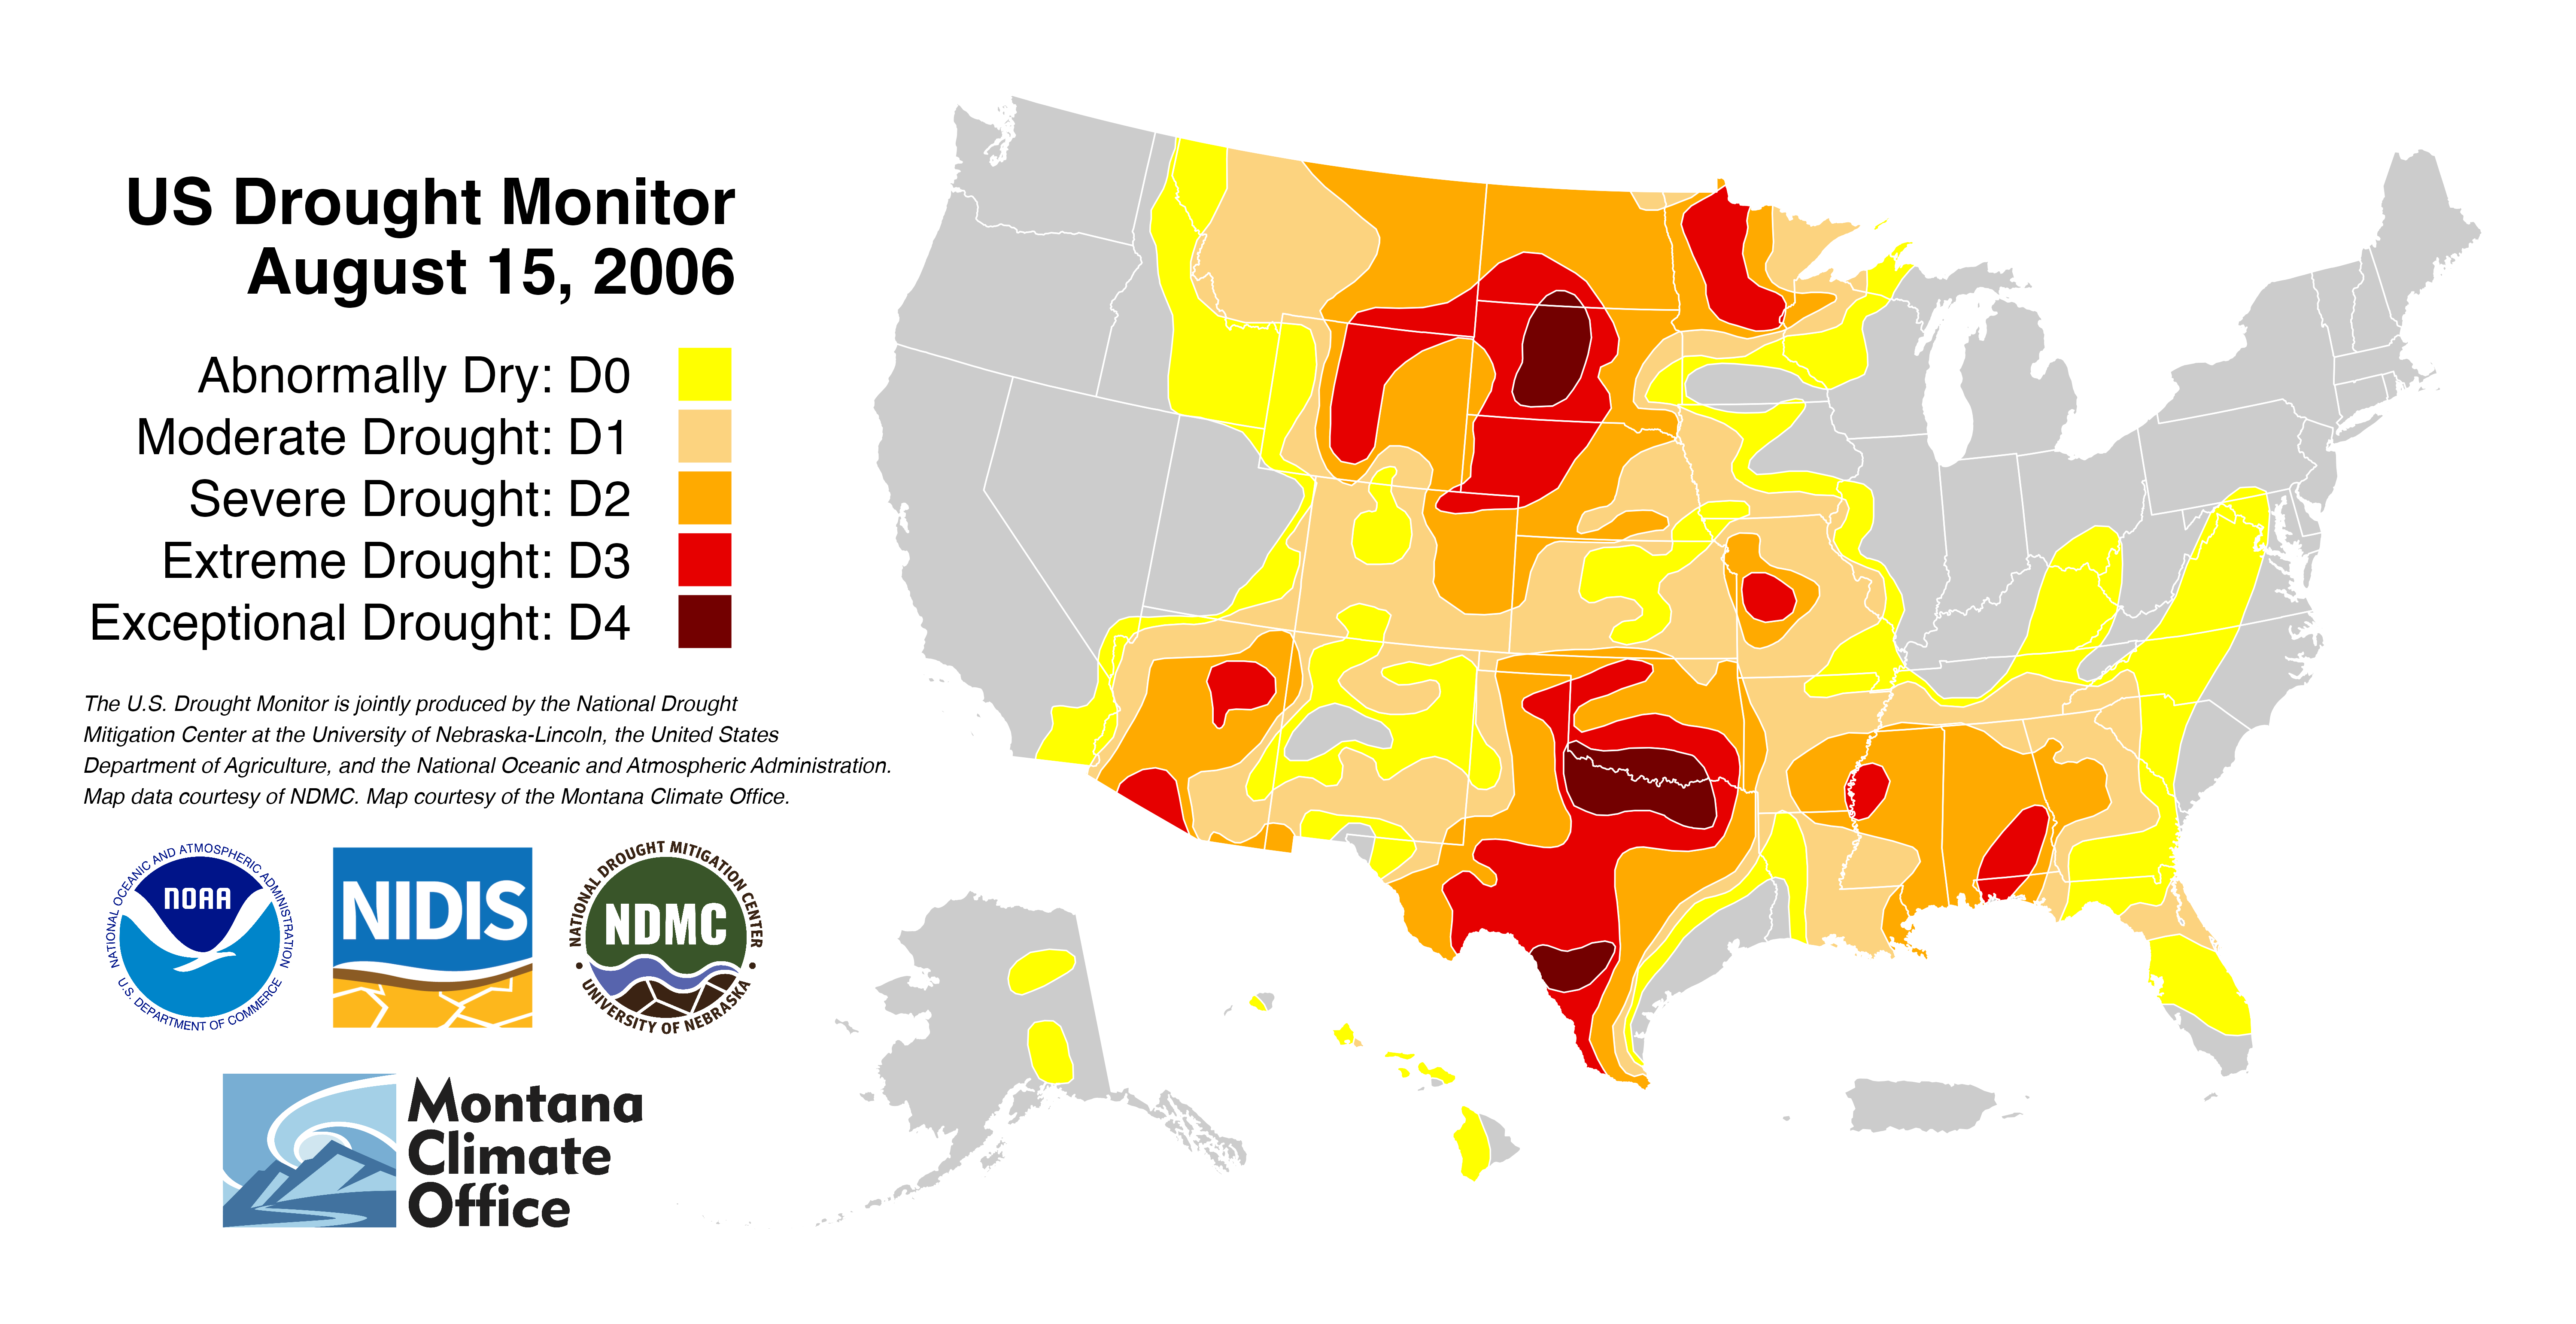 US Drought Monitor
August 15, 2006
Abnormally Dry: D0
Moderate Drought: D1
Severe Drought: D2
Extreme Drought: D3
Exceptional Drought: D4
The U.S. Drought Monitor is jointly produced by the National Drought
Mitigation Center at the University of Nebraska-Lincoln, the United States
Department of Agriculture, and the National Oceanic and Atmospheric Administration.
Map data courtesy of NDMC. Map courtesy of the Montana Climate Office.
NATIONAL OCEANIC AND ATMOSPHERIC ADMINISTRATION
NOAA
U.S. DEPARTMENT OF COMMERCE
NIDIS
NATIONAL DROUGHT MITIGATION CENTER
NDMC
UNIVERSITY OF NEBRASKA
Montana
Climate
Office